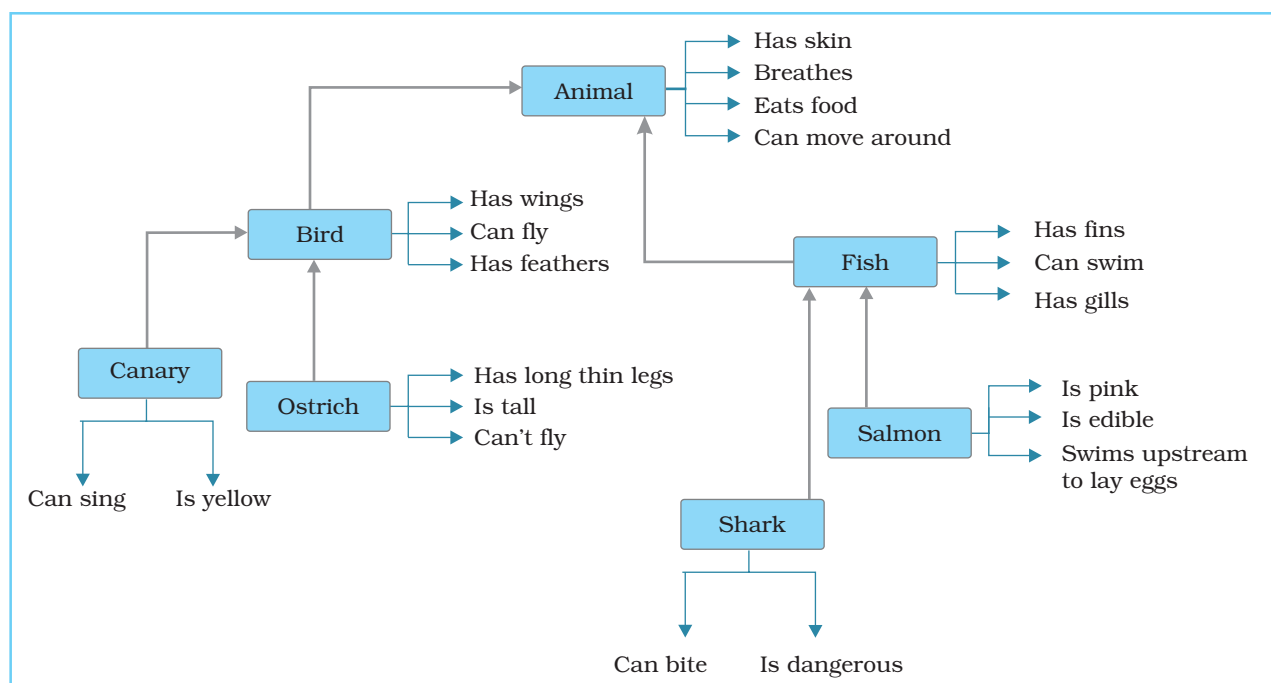 Animal
Has skin
Breathes
Eats food
Can move around
Bird
Has wings
Can fly
Has feathers
Fish
Has fins
Can swim
Has gills
Canary
Can sing
Is yellow
Ostrich
Has long thin legs
Is tall
Can't fly
Salmon
Is pink
Is edible
Swims upstream
to lay eggs
Shark
Can bite
Is dangerous